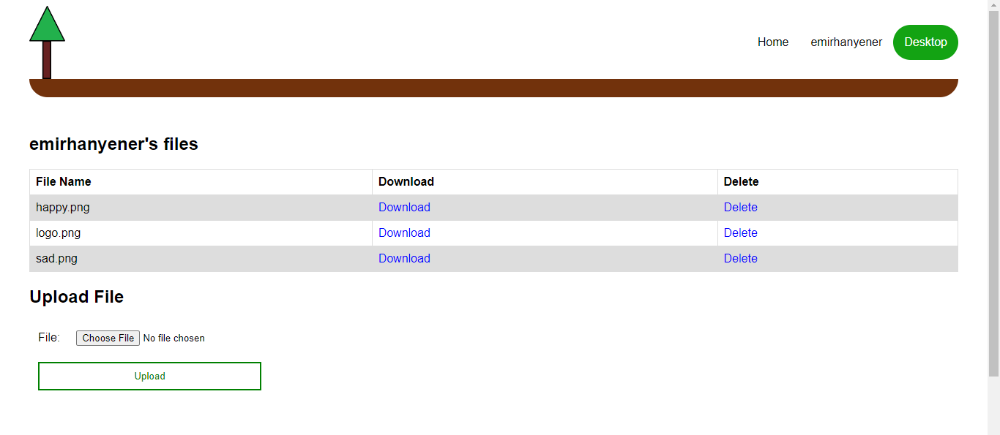 Home emirhanyener Desktop
emirhanyener's files
File Name Download Delete
happy.png Download Delete
logo.png Download Delete
sad.png Download Delete
Upload File
File: Choose File No file chosen
Upload